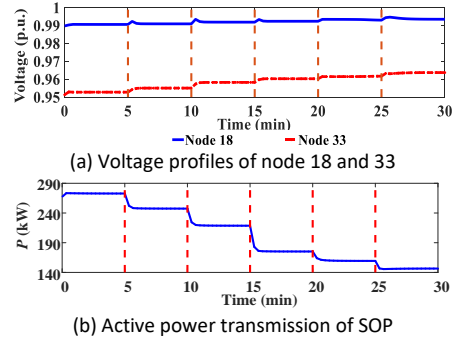 Voltage (p.u.)
1
0.99
0.98
0.97
0.96
0.95
0 5 10 15 20 25 30
Time (min)
Node 18 Node 33
(a) Voltage profiles of node 18 and 33
P (kW)
290
240
190
140
0 5 10 15 20 25 30
Time (min)
(b) Active power transmission of SOP